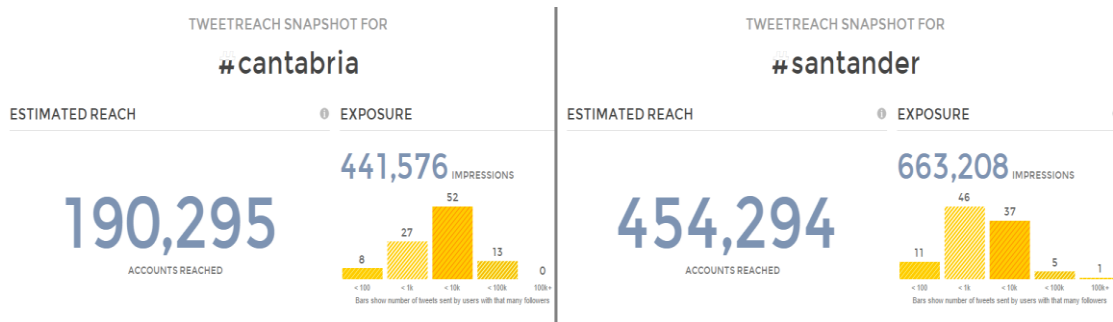 TWEETREACH SNAPSHOT FOR
#cantabria
ESTIMATED REACH
EXPOSURE
190,295
ACCOUNTS REACHED
441,576 IMPRESSIONS
8
27
52
13
0
< 100
< 1k
< 10k
< 100k
100k+
Bars show number of tweets sent by users with that many followers
TWEETREACH SNAPSHOT FOR
#santander
ESTIMATED REACH
EXPOSURE
454,294
ACCOUNTS REACHED
663,208 IMPRESSIONS
11
46
37
5
1
< 100
< 1k
< 10k
< 100k
100k+
Bars show number of tweets sent by users with that many followers